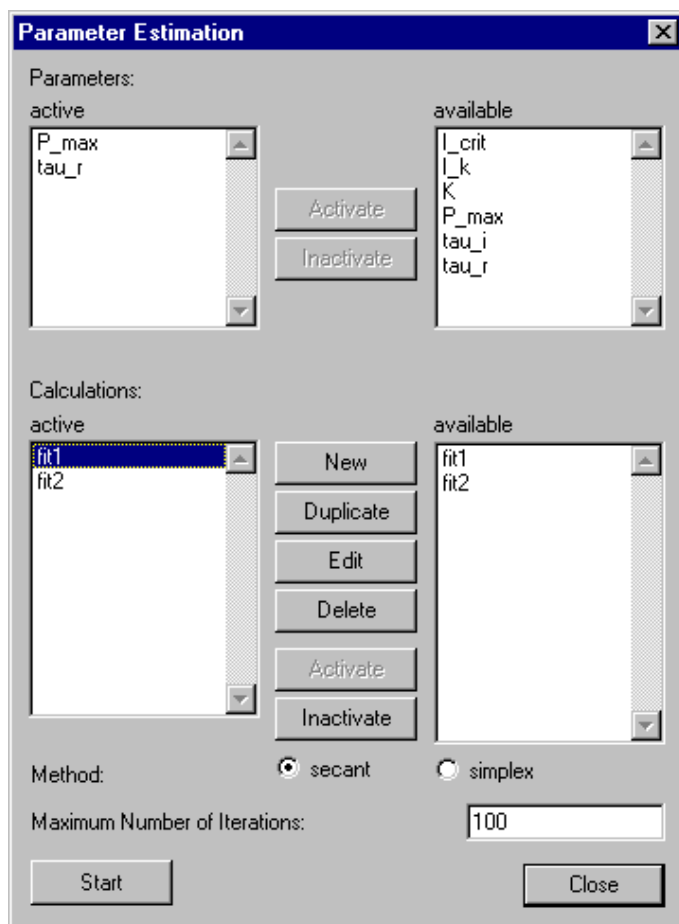 Parameter Estimation
Parameters:
active
available
P_max
tau_r
Activate
Inactivate
I_crit
I_k
K
P_max
tau_i
tau_r
Calculations:
active
available
fit1
fit2
New
Duplicate
Edit
Delete
Activate
Inactivate
fit1
fit2
Method:
secant
simplex
Maximum Number of Iterations:
100
Start
Close